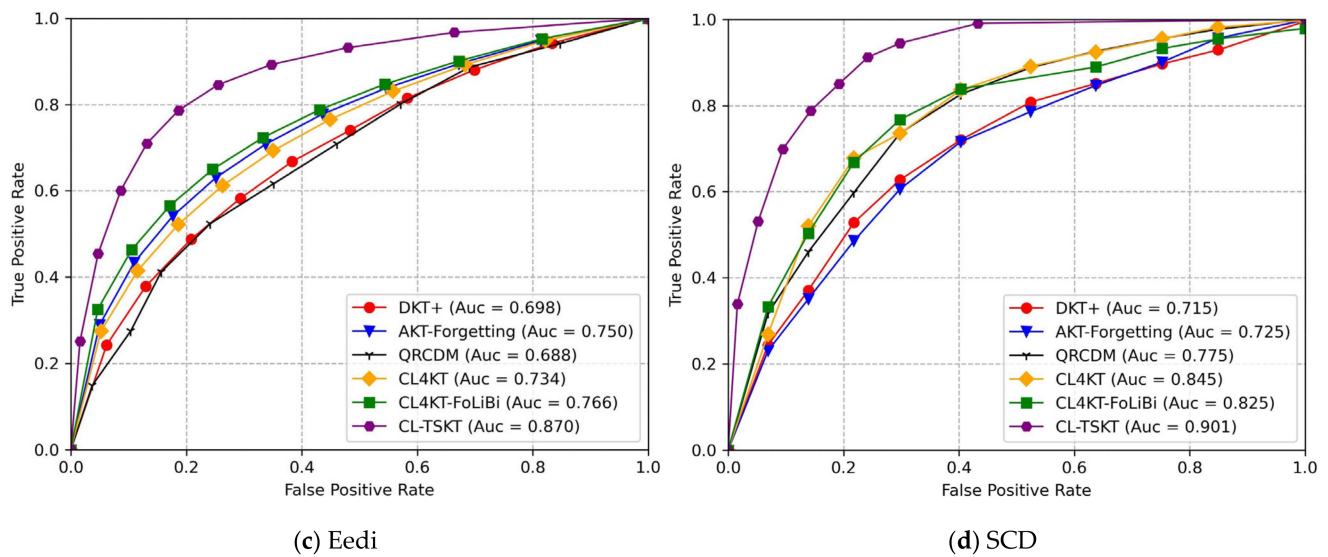 1.0
0.8
0.6
0.4
0.2
0.0
True Positive Rate
DKT+ (Auc = 0.698)
AKT-Forgetting (Auc = 0.750)
QRCDM (Auc = 0.688)
CL4KT (Auc = 0.734)
CL4KT-FoLiBi (Auc = 0.766)
CL-TSKT (Auc = 0.870)
0.0 0.2 0.4 0.6 0.8 1.0
False Positive Rate
(c) Eedi
1.0
0.8
0.6
0.4
0.2
0.0
True Positive Rate
DKT+ (Auc = 0.715)
AKT-Forgetting (Auc = 0.725)
QRCDM (Auc = 0.775)
CL4KT (Auc = 0.845)
CL4KT-FoLiBi (Auc = 0.825)
CL-TSKT (Auc = 0.901)
0.0 0.2 0.4 0.6 0.8 1.0
False Positive Rate
(d) SCD